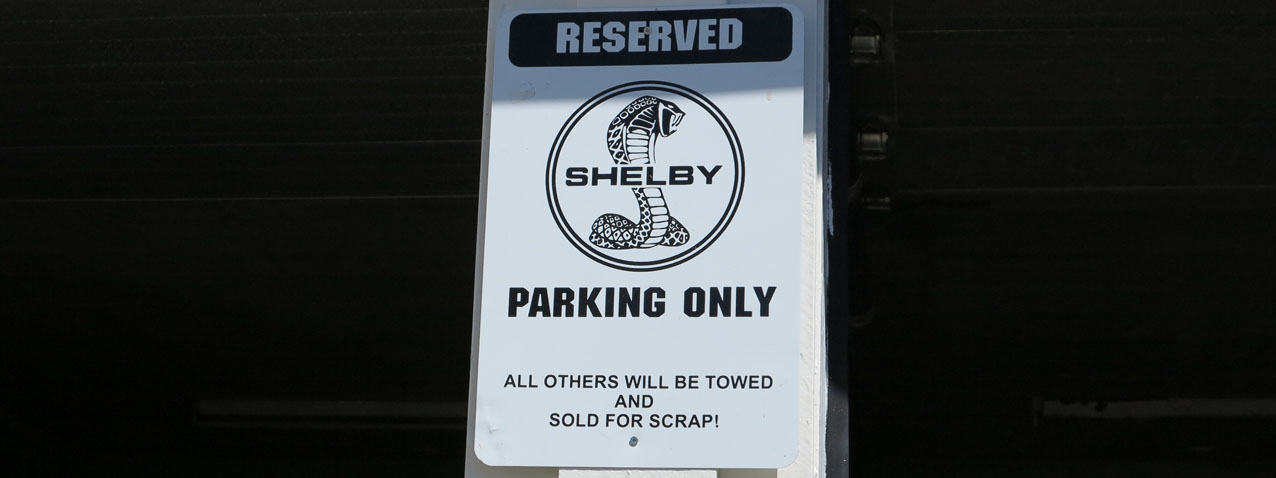 RESERVED
SHELBY
PARKING ONLY
ALL OTHERS WILL BE TOWED
AND
SOLD FOR SCRAP!